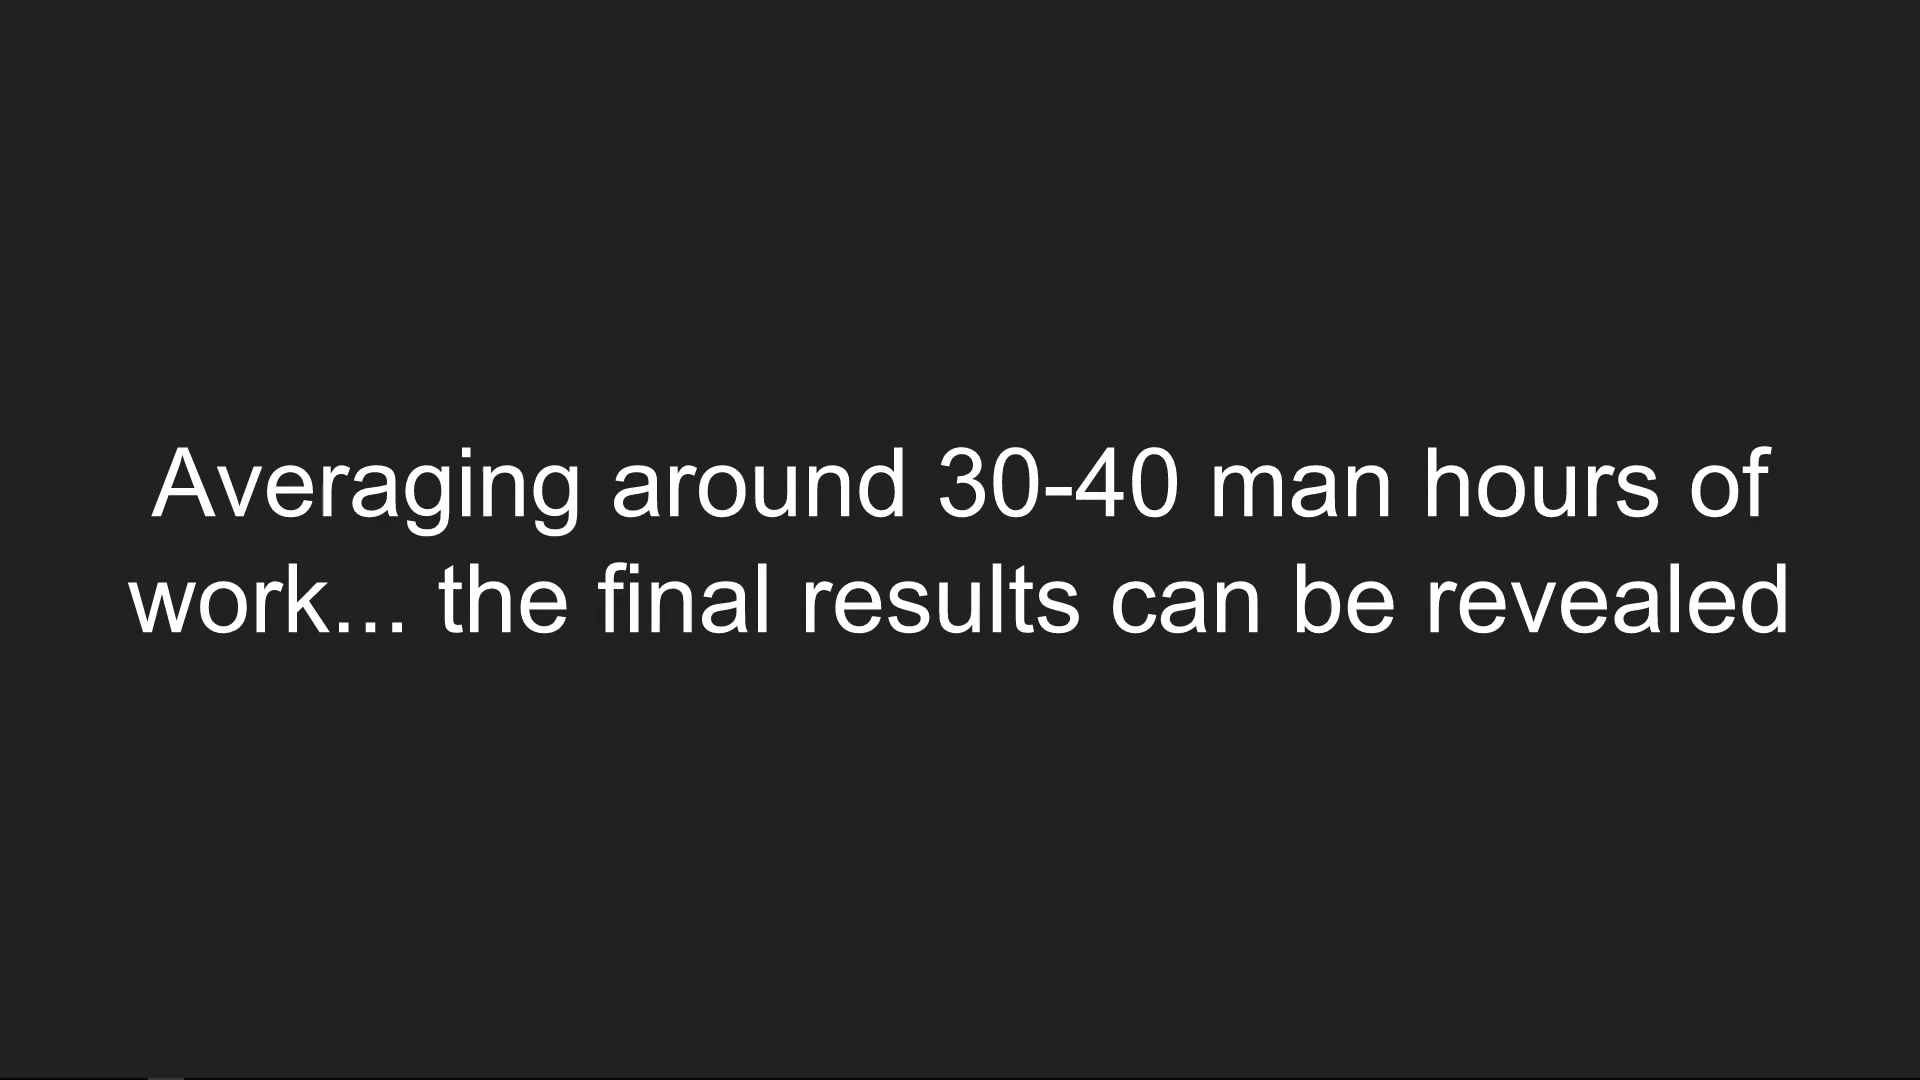 Averaging around 30-40 man hours of
work... the final results can be revealed